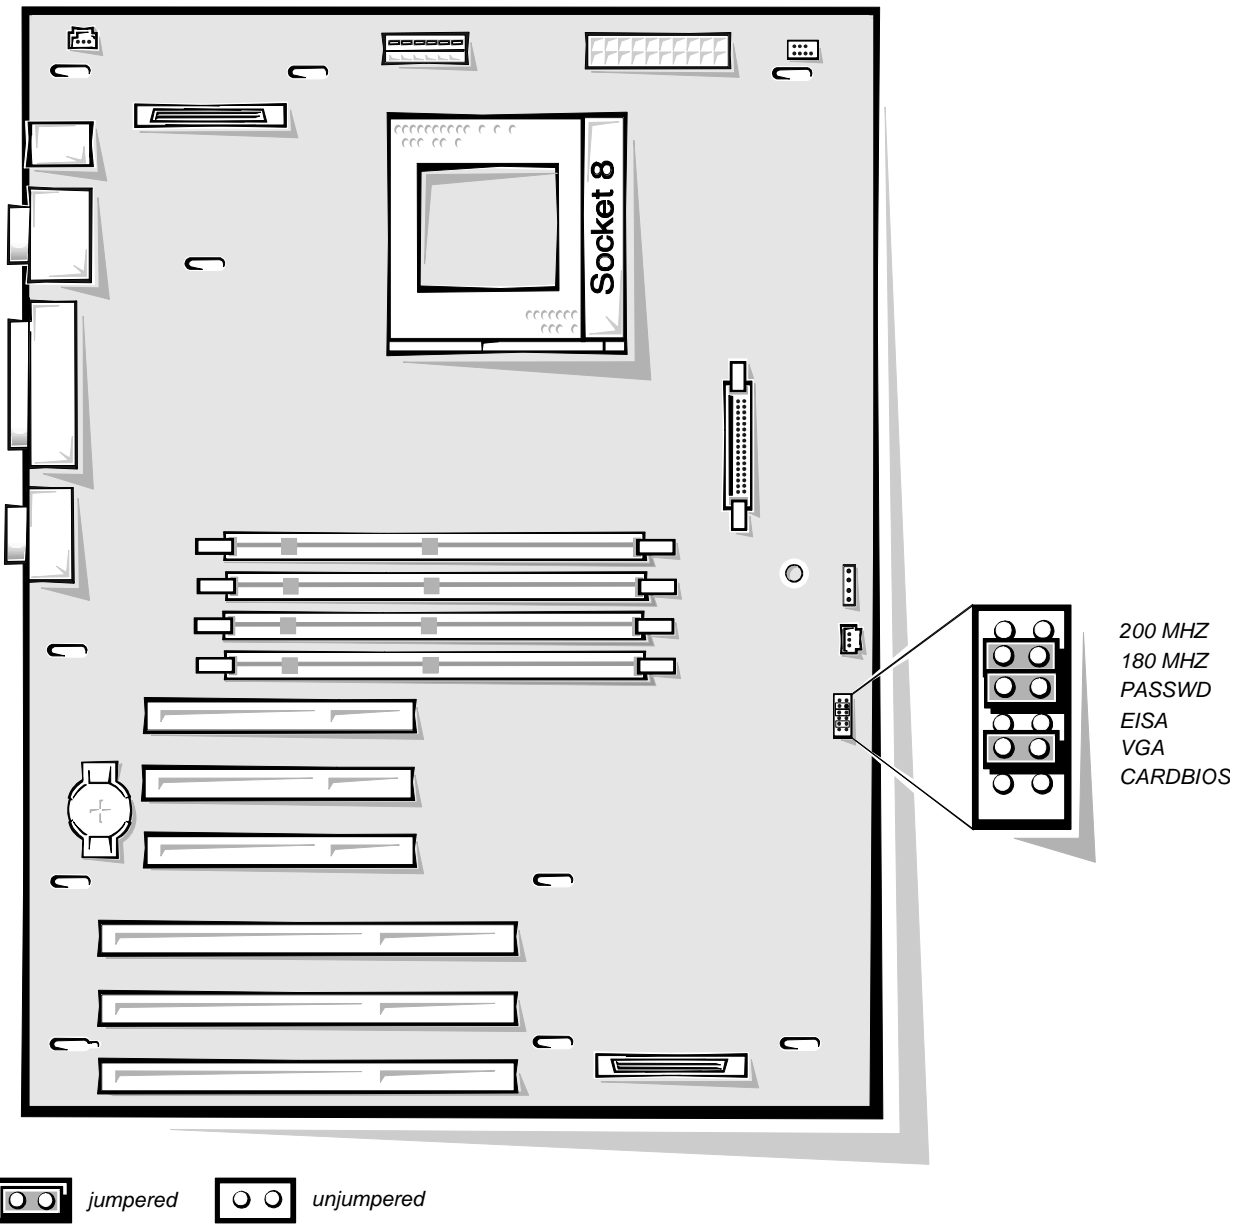 Socket 8
200 MHZ
180 MHZ
PASSWD
EISA
VGA
CARDBIOS
jumpered
unjumpered